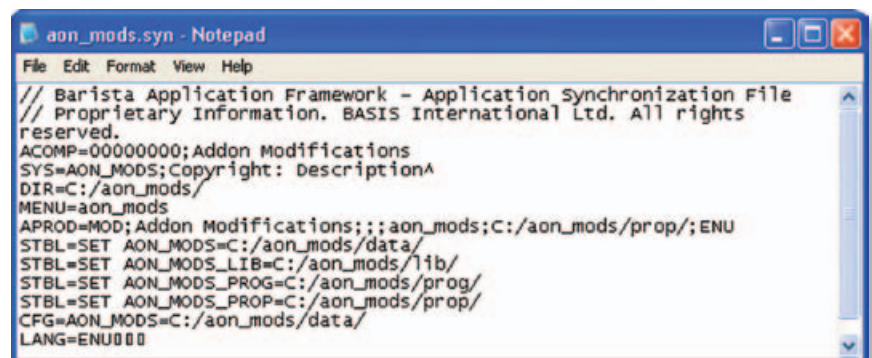 aon_mods.syn - Notepad
File Edit Format View Help
// Barista Application Framework – Application Synchronization File
// Proprietary Information. BASIS International Ltd. All rights
reserved.
ACOMP=00000000;Addon Modifications
SYS=AON_MODS;Copyright: Description^
DIR=C:/aon_mods/
MENU=aon_mods
APROD=MOD;Addon Modifications;;;aon_mods;C:/aon_mods/prop/;ENU
STBL=SET AON_MODS=C:/aon_mods/data/
STBL=SET AON_MODS_LIB=C:/aon_mods/lib/
STBL=SET AON_MODS_PROG=C:/aon_mods/prog/
STBL=SET AON_MODS_PROP=C:/aon_mods/prop/
CFG=AON_MODS=C:/aon_mods/data/
LANG=ENU▯▯▯